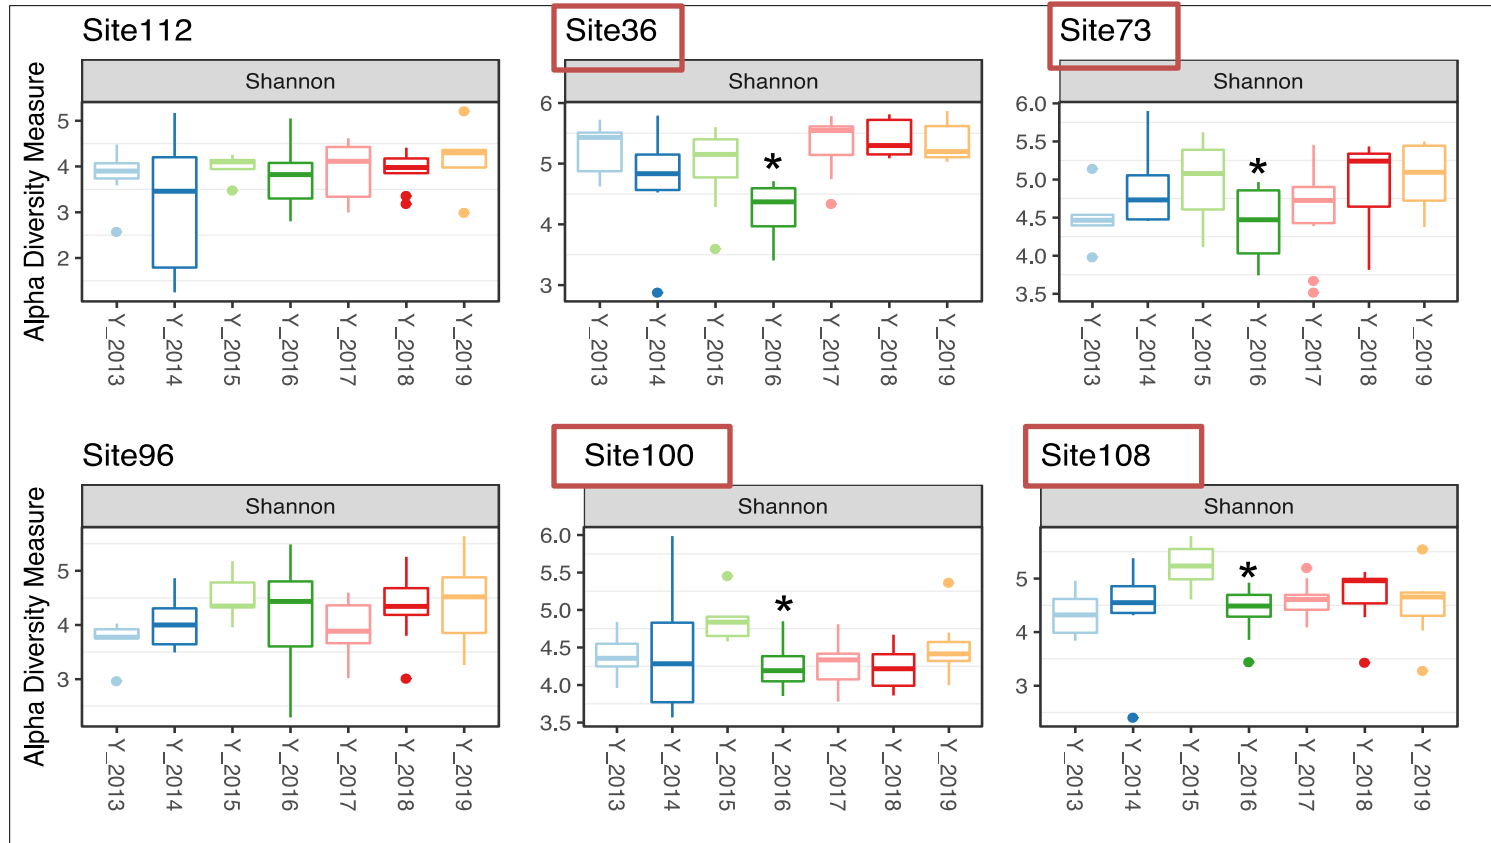 Site112
Site36
Site73
Shannon
Shannon
Shannon
Alpha Diversity Measure
5
4
3
2
6
5
4
3
6.0
5.5
5.0
4.5
4.0
3.5
*
*
Y_2013
Y_2014
Y_2015
Y_2016
Y_2017
Y_2018
Y_2019
Y_2013
Y_2014
Y_2015
Y_2016
Y_2017
Y_2018
Y_2019
Y_2013
Y_2014
Y_2015
Y_2016
Y_2017
Y_2018
Y_2019
Site96
Site100
Site108
Shannon
Shannon
Shannon
Alpha Diversity Measure
5
4
3
6.0
5.5
5.0
4.5
4.0
3.5
5
4
3
*
*
Y_2013
Y_2014
Y_2015
Y_2016
Y_2017
Y_2018
Y_2019
Y_2013
Y_2014
Y_2015
Y_2016
Y_2017
Y_2018
Y_2019
Y_2013
Y_2014
Y_2015
Y_2016
Y_2017
Y_2018
Y_2019